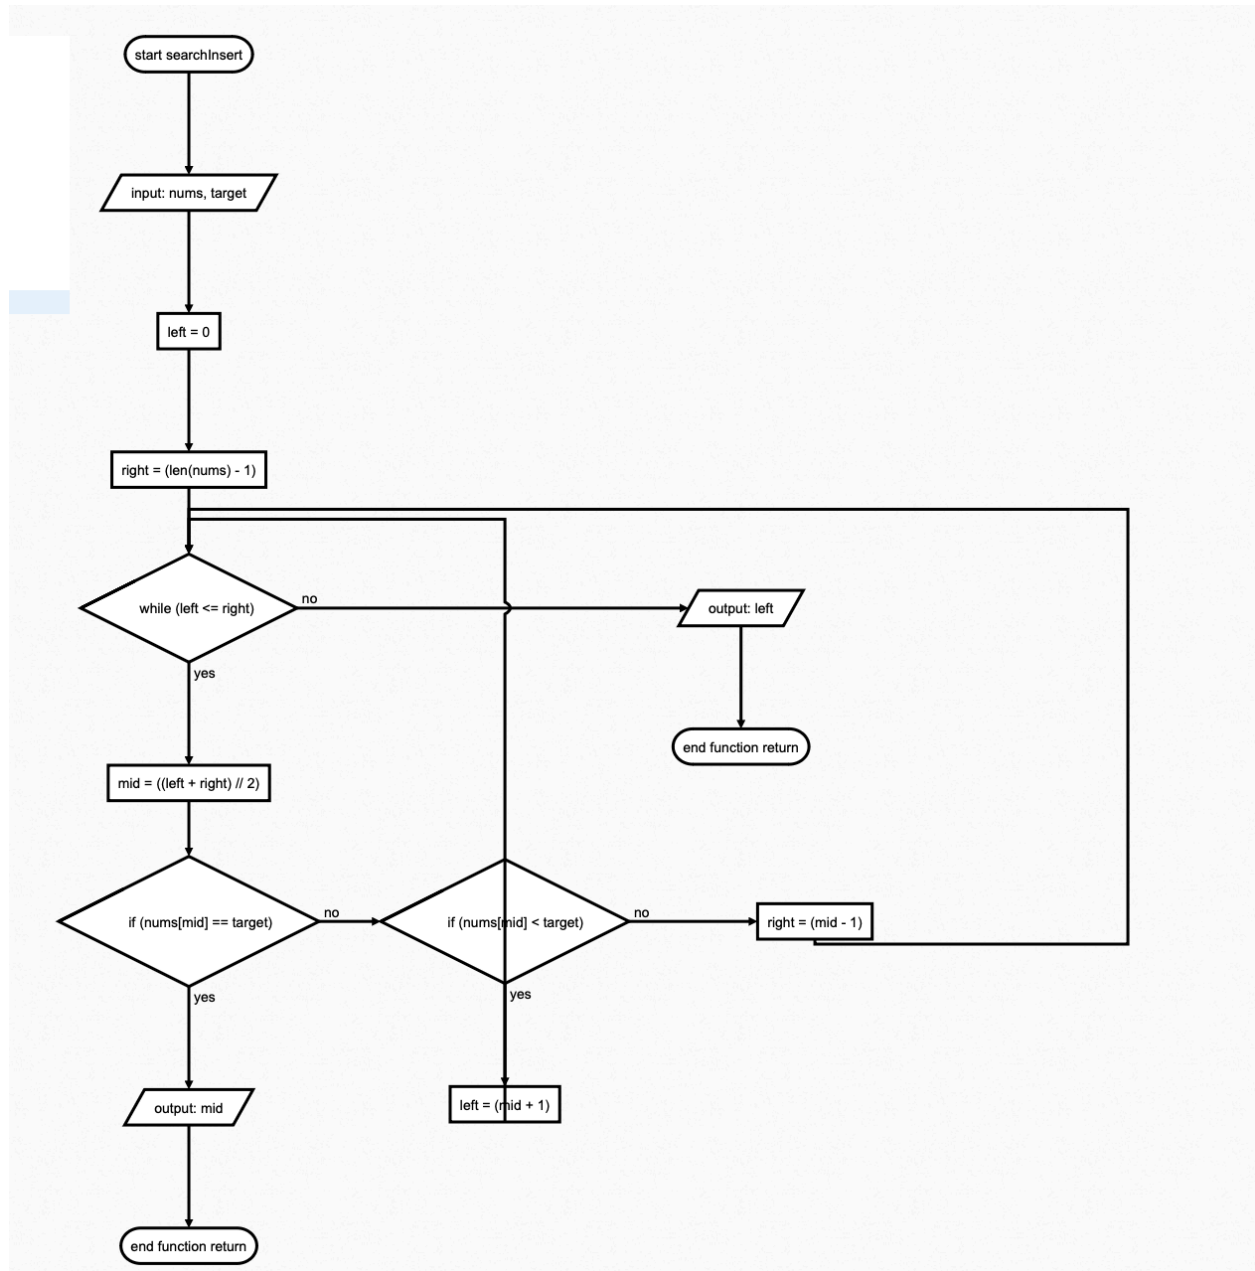 start searchInsert
input: nums, target
left = 0
right = (len(nums) - 1)
while (left <= right)
no
output: left
yes
end function return
mid = ((left + right) // 2)
if (nums[mid] == target)
no
if (nums[mid] < target)
no
right = (mid - 1)
yes
yes
output: mid
left = (mid + 1)
end function return